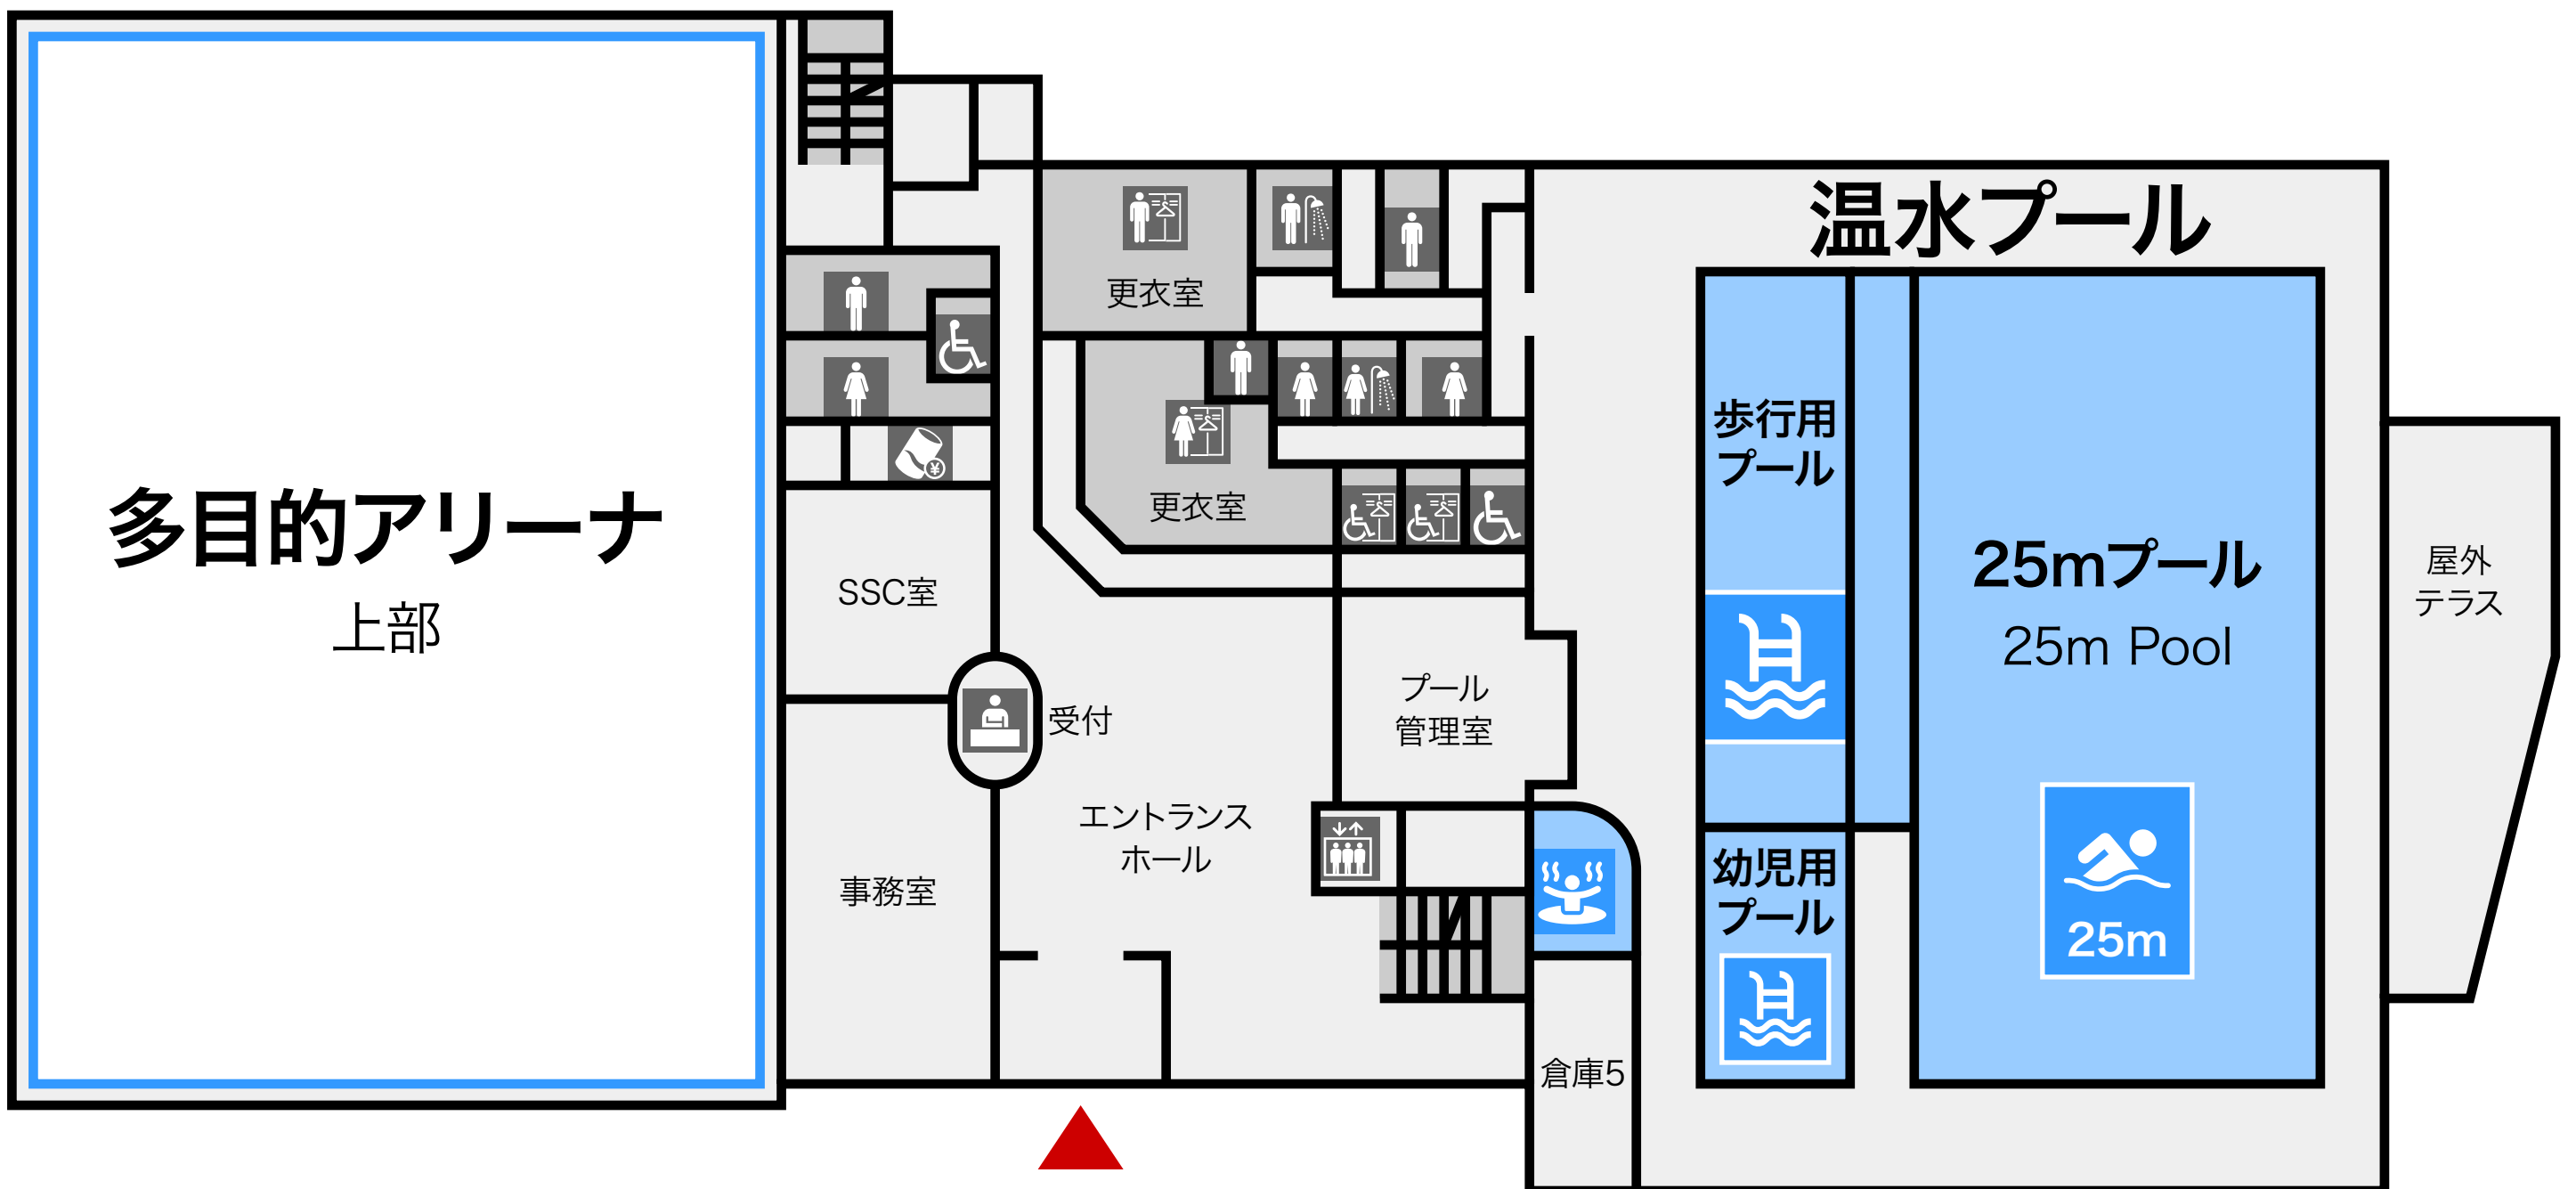 多目的アリーナ
上部
更衣室
更衣室
SSC室
受付
事務室
エントランス
ホール
プール
管理室
倉庫5
温水プール
歩行用
プール
幼児用
プール
25mプール
25m Pool
25m
屋外
テラス
¥